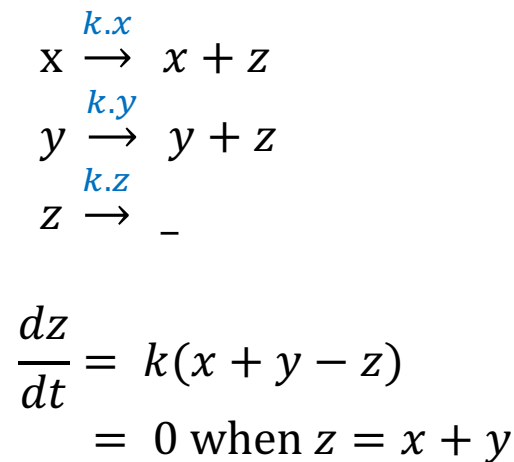 k.x
x → x + z
k.y
y → y + z
k.z
z → _
dz/dt = k(x + y − z)
= 0 when z = x + y